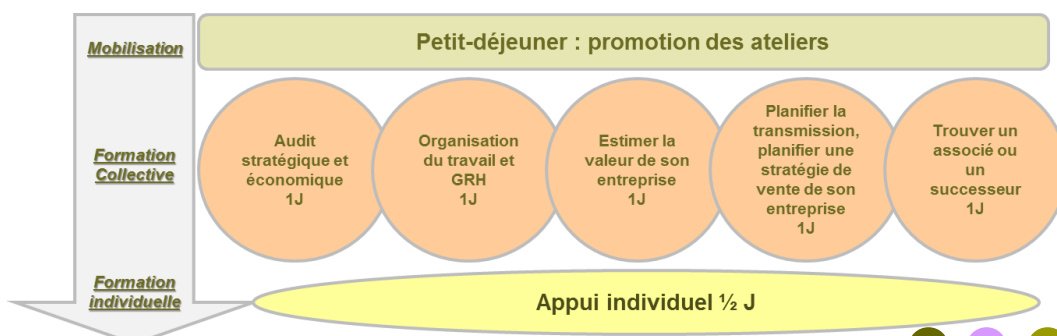 Mobilisation
Petit-déjeuner : promotion des ateliers
Formation
Collective
Audit
stratégique et
économique
1J
Organisation
du travail et
GRH
1J
Estimer la
valeur de son
entreprise
1J
Planifier la
transmission,
planifier une
stratégie de
vente de son
entreprise
1J
Trouver un
associé ou
un
successeur
1J
Formation
individuelle
Appui individuel ½ J